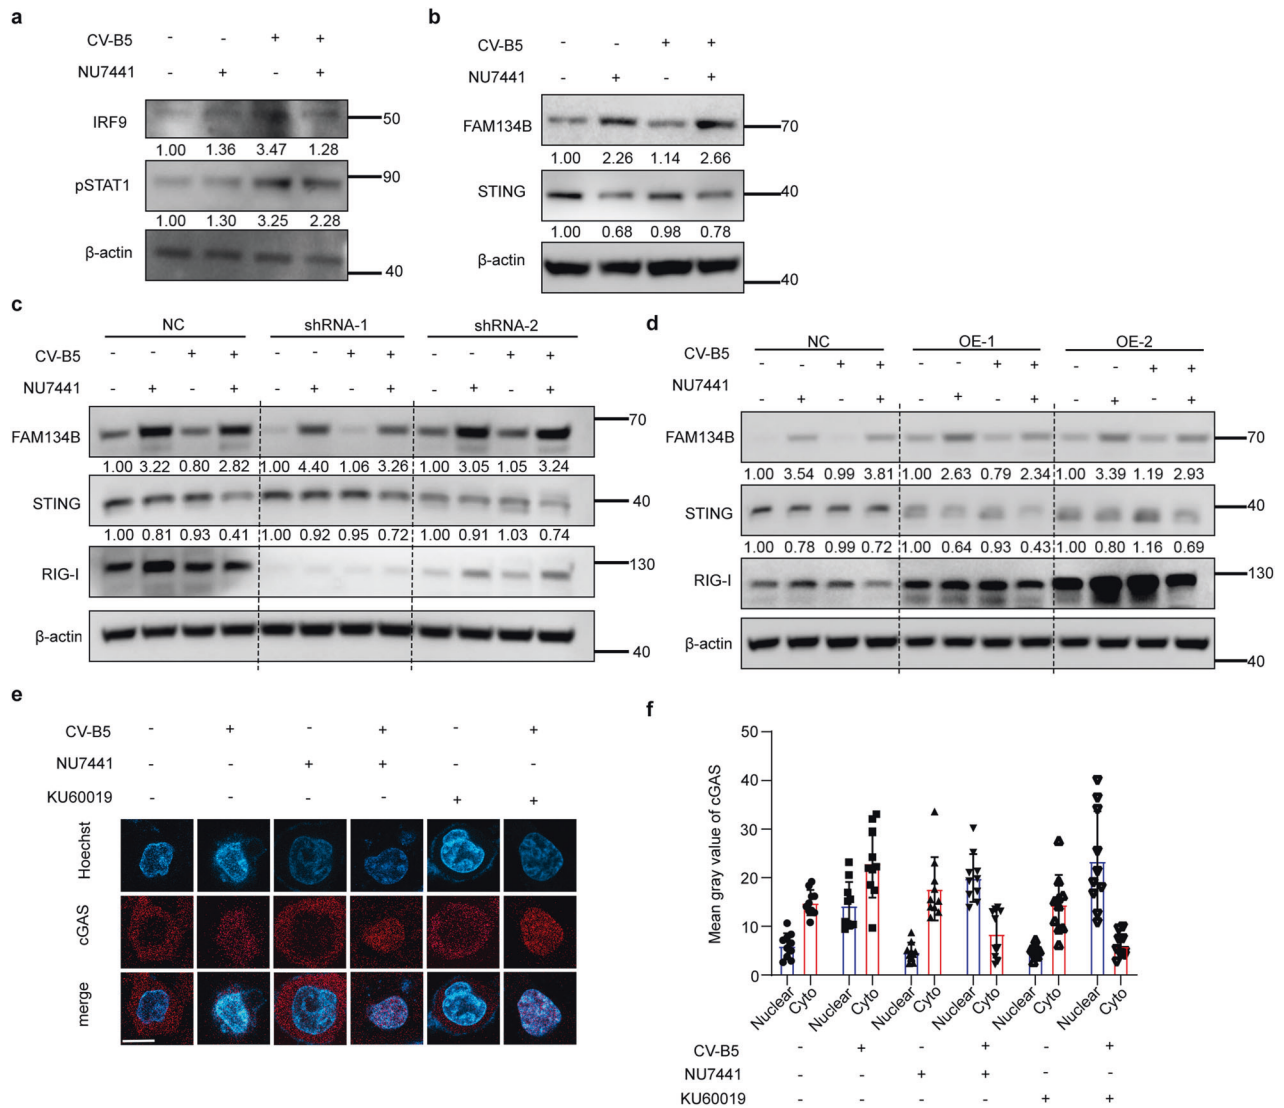 a
CV-B5 - - + +
NU7441 - + - +
IRF9 50
1.00 1.36 3.47 1.28
pSTAT1 90
1.00 1.30 3.25 2.28
β-actin 40
b
CV-B5 - - + +
NU7441 - + - +
FAM134B 70
1.00 2.26 1.14 2.66
STING 40
1.00 0.68 0.98 0.78
β-actin 40
c
NC shRNA-1 shRNA-2
CV-B5 - - + + - - + + - - + +
NU7441 - + - + - + - + - + - +
FAM134B 70
1.00 3.22 0.80 2.82 1.00 4.40 1.06 3.26 1.00 3.05 1.05 3.24
STING 40
1.00 0.81 0.93 0.41 1.00 0.92 0.95 0.72 1.00 0.91 1.03 0.74
RIG-I 130
β-actin 40
d
NC OE-1 OE-2
CV-B5 - - + + - - + + - - + +
NU7441 - + - + - + - + - + - +
FAM134B 70
1.00 3.54 0.99 3.81 1.00 2.63 0.79 2.34 1.00 3.39 1.19 2.93
STING 40
1.00 0.78 0.99 0.72 1.00 0.64 0.93 0.43 1.00 0.80 1.16 0.69
RIG-I 130
β-actin 40
e
CV-B5 - + - + - +
NU7441 - - + + - -
KU60019 - - - - + +
Hoechst
cGAS
merge
f
Mean gray value of cGAS
50
40
30
20
10
0
Nuclear Cyto Nuclear Cyto Nuclear Cyto Nuclear Cyto Nuclear Cyto Nuclear Cyto
CV-B5 - + - + - +
NU7441 - - + + - -
KU60019 - - - - + +